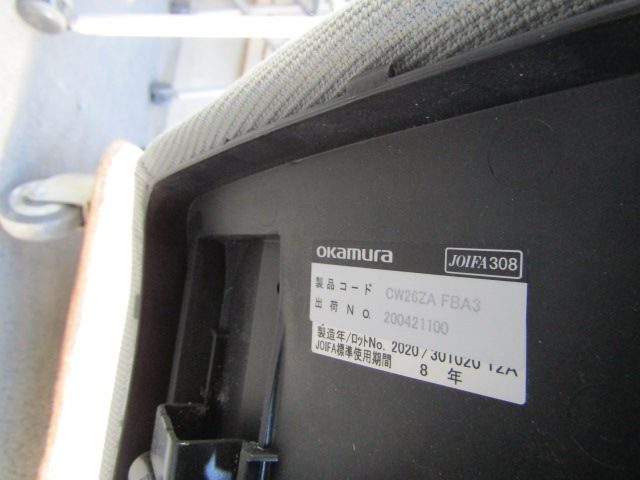 okamura
JOIFA308
製品コード CW26ZA FBA3
出荷No. 200421100
製造年/ロットNo. 2020/301020 12A
JOIFA標準使用期間 8 年